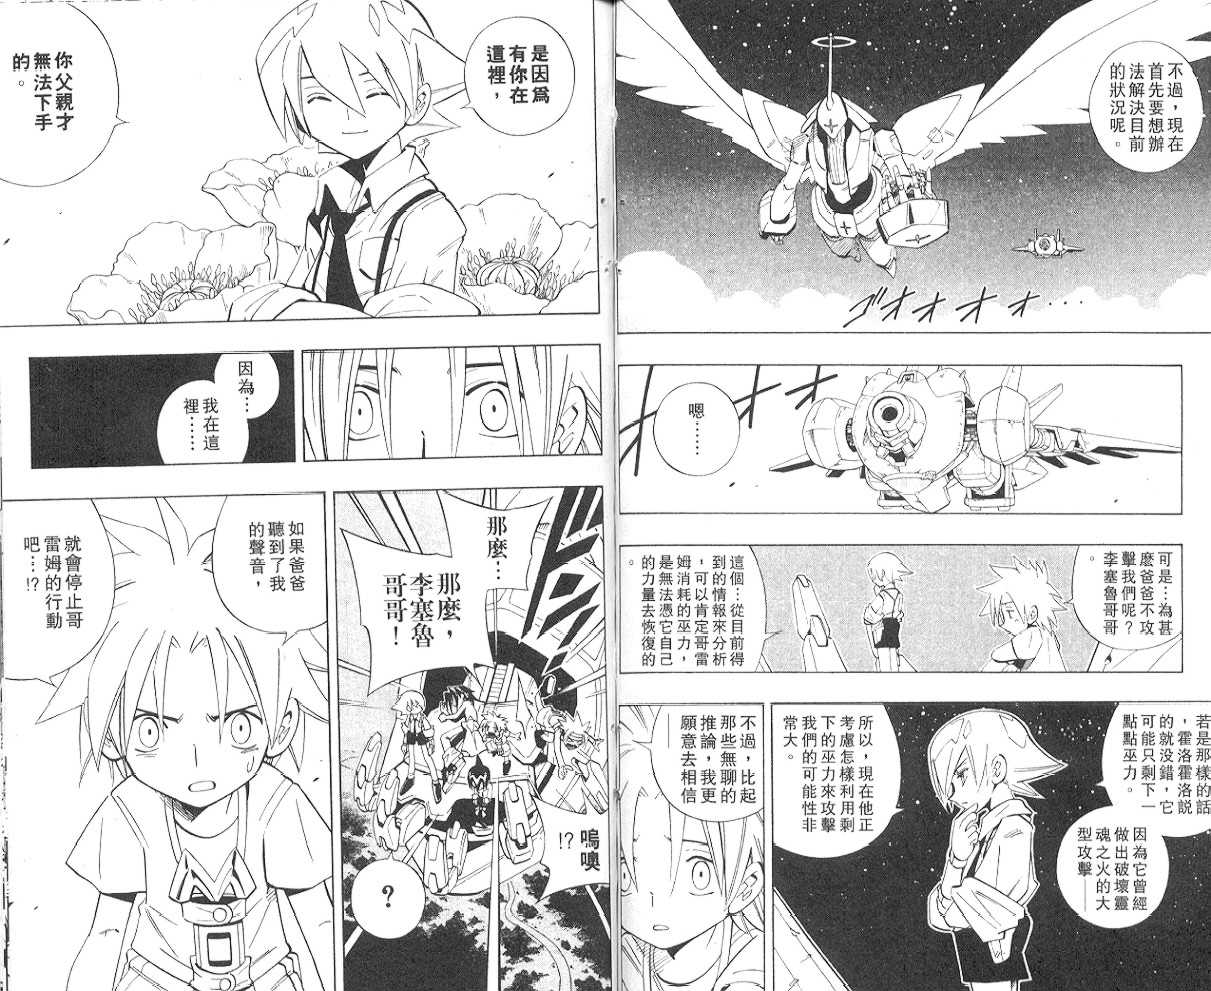 不過，現在
首先要想辦
法解決目前
的狀況呢。
ゴオオオオ...
嗯……
可是…為甚
麼爸爸不攻
擊我們呢？
李塞魯哥哥
。
這個…從目前得
到的情報來分析
，可以肯定哥雷
姆消耗的巫力，
是無法憑它自己
的力量去恢復的
。
若是那樣的話
，霍洛霍洛說
的就没錯，它
可能只剩下一
點點巫力。
因為它曾經
做出破壞靈
魂之火的大
型攻擊——
所以，現在他正
考慮怎樣利用剩
下的巫力來攻擊
我們的可能性非
常大。
不過，比起
那些無聊的
推論，我更
願意去相信
——
是因為
有你在
這裡，
你父親才
無法下手
的。
因為…
我在這
裡……
那麼…
那麼，
李塞魯
哥哥！
嗚噢
!?
？
如果爸爸
聽到了我
的聲音，
就會停止哥
雷姆的行動
吧…!?